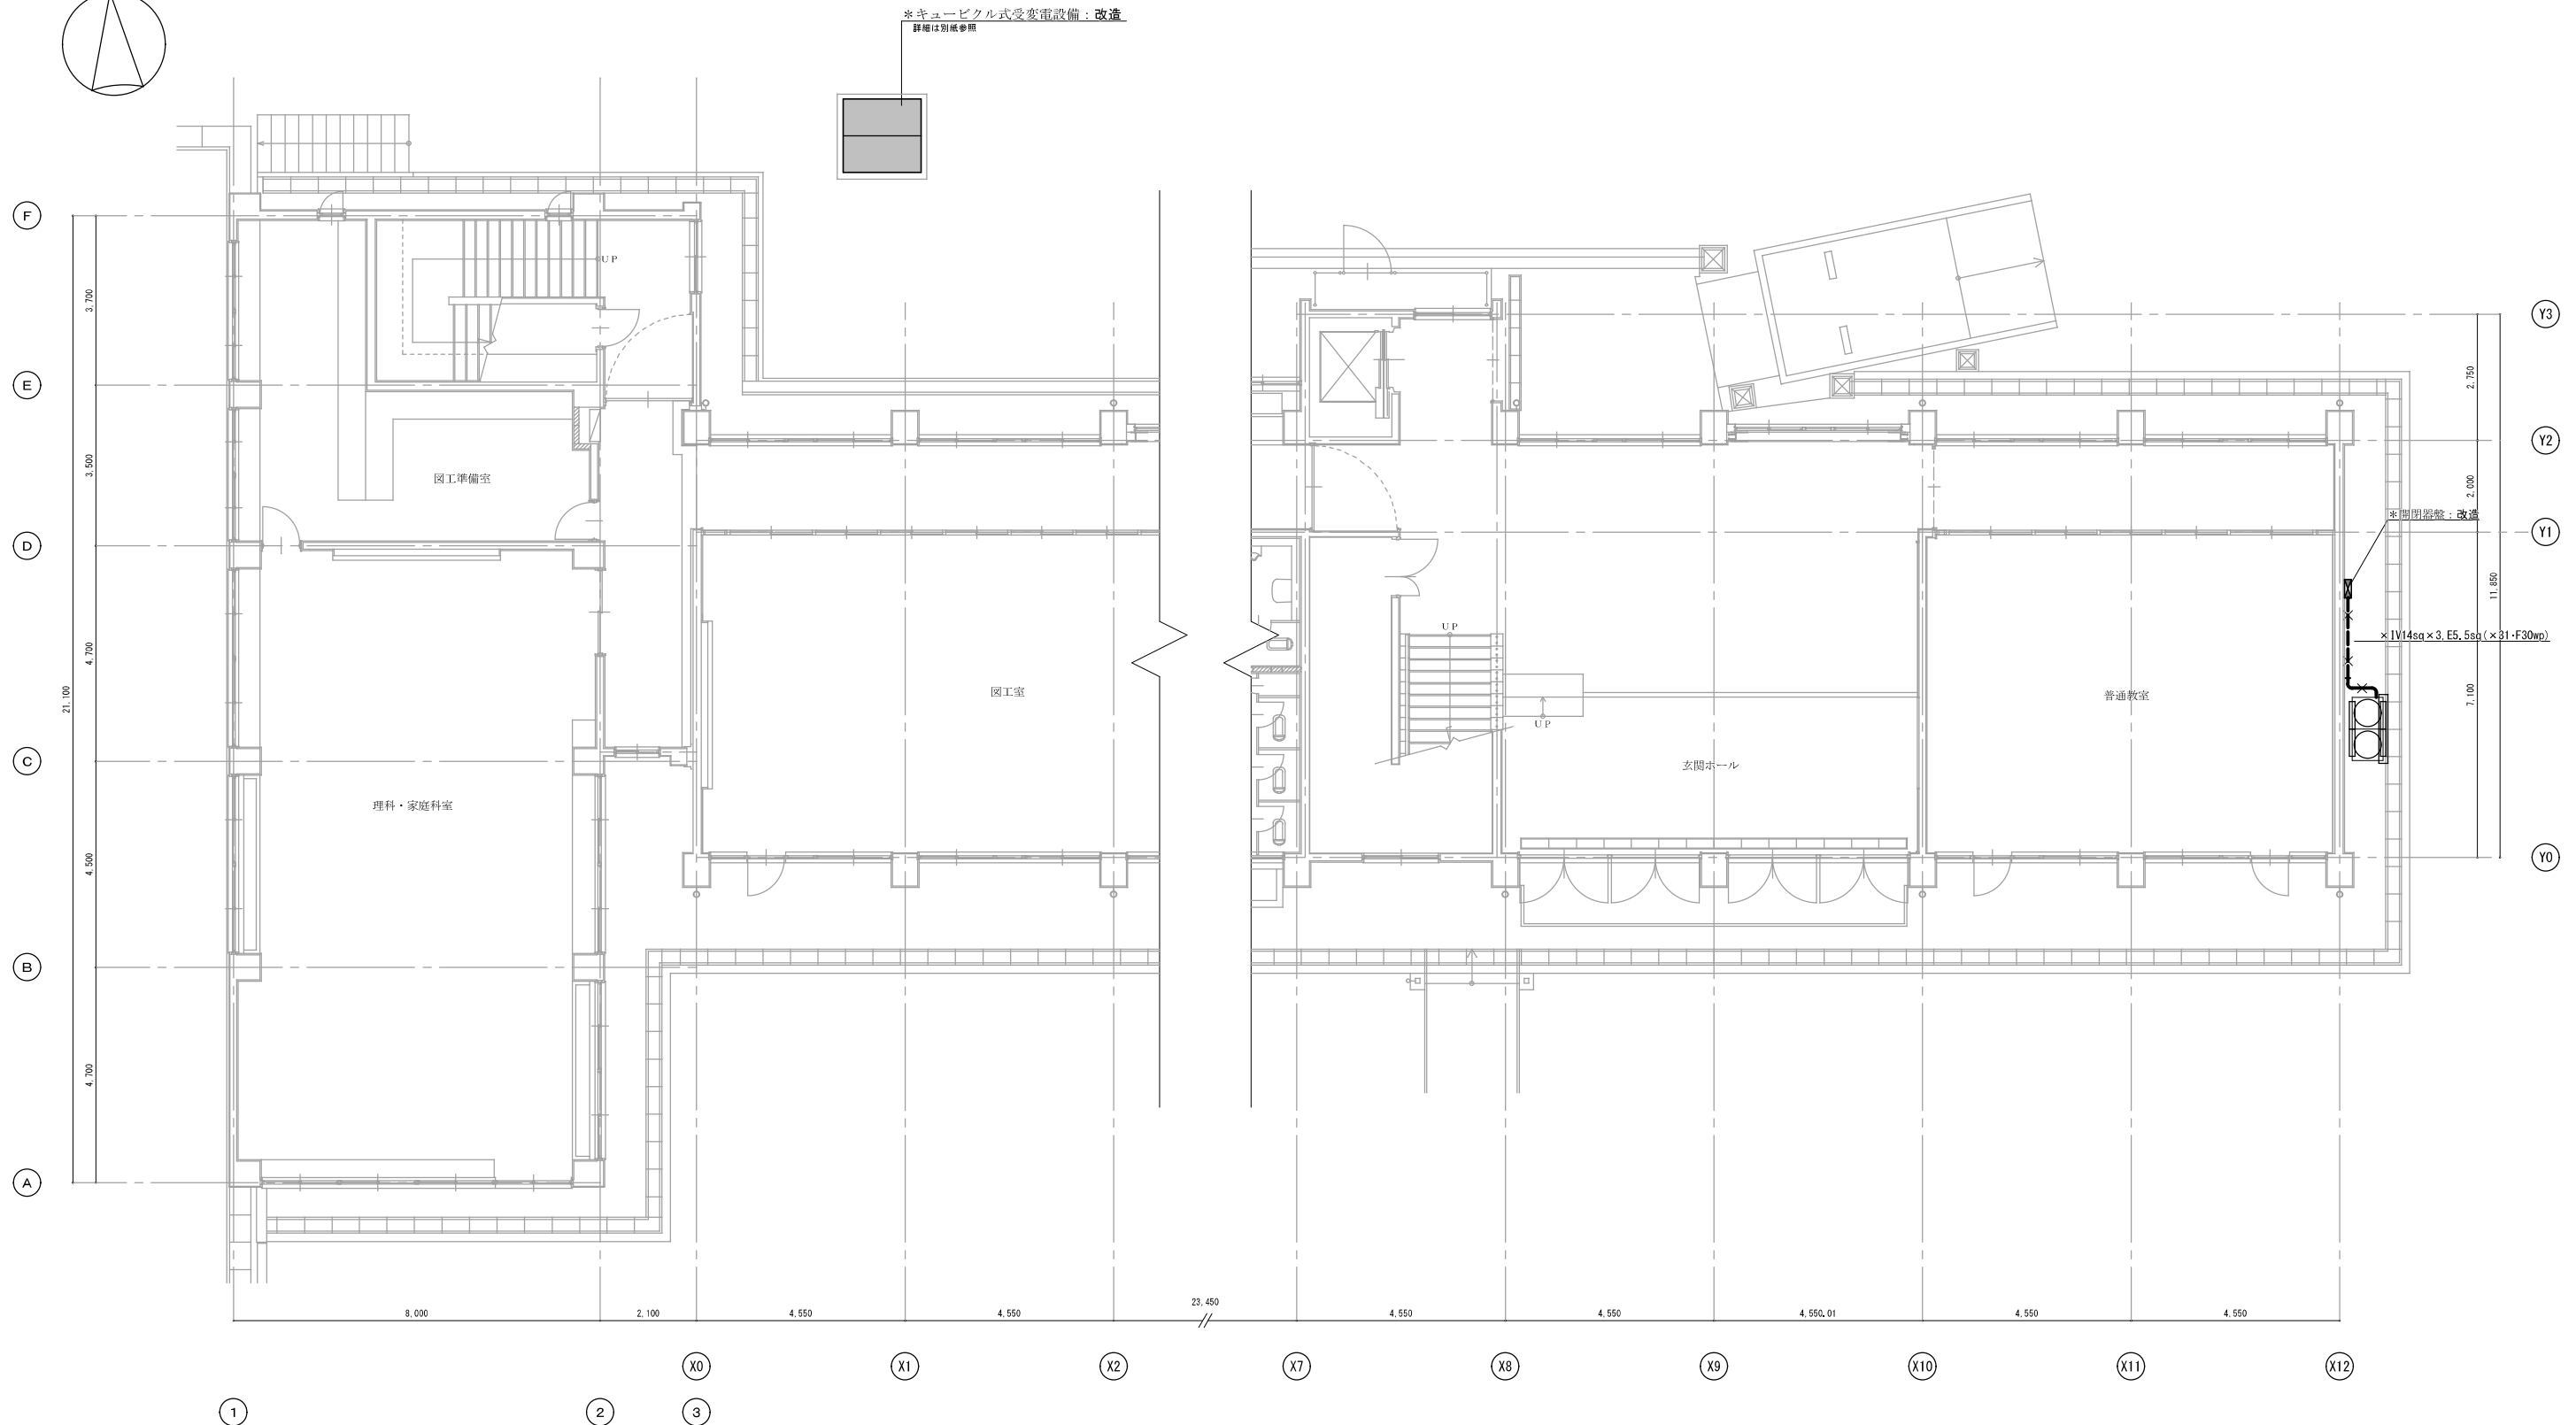 *キュービクル式受変電設備：改造
詳細は別紙参照
F
E
D
C
B
A
3,700
3,500
4,700
4,500
4,700
21,100
UP
図工準備室
理科・家庭科室
図工室
UP
UP
玄関ホール
普通教室
*開閉器盤：改造
×IV14sq×3,E5.5sq(×31・F30wp)
Y3
Y2
Y1
Y0
2,750
2,000
7,100
11,850
8,000
2,100
4,550
4,550
23,450
4,550
4,550
4,550.01
4,550
4,550
X0
X1
X2
X7
X8
X9
X10
X11
X12
1
2
3